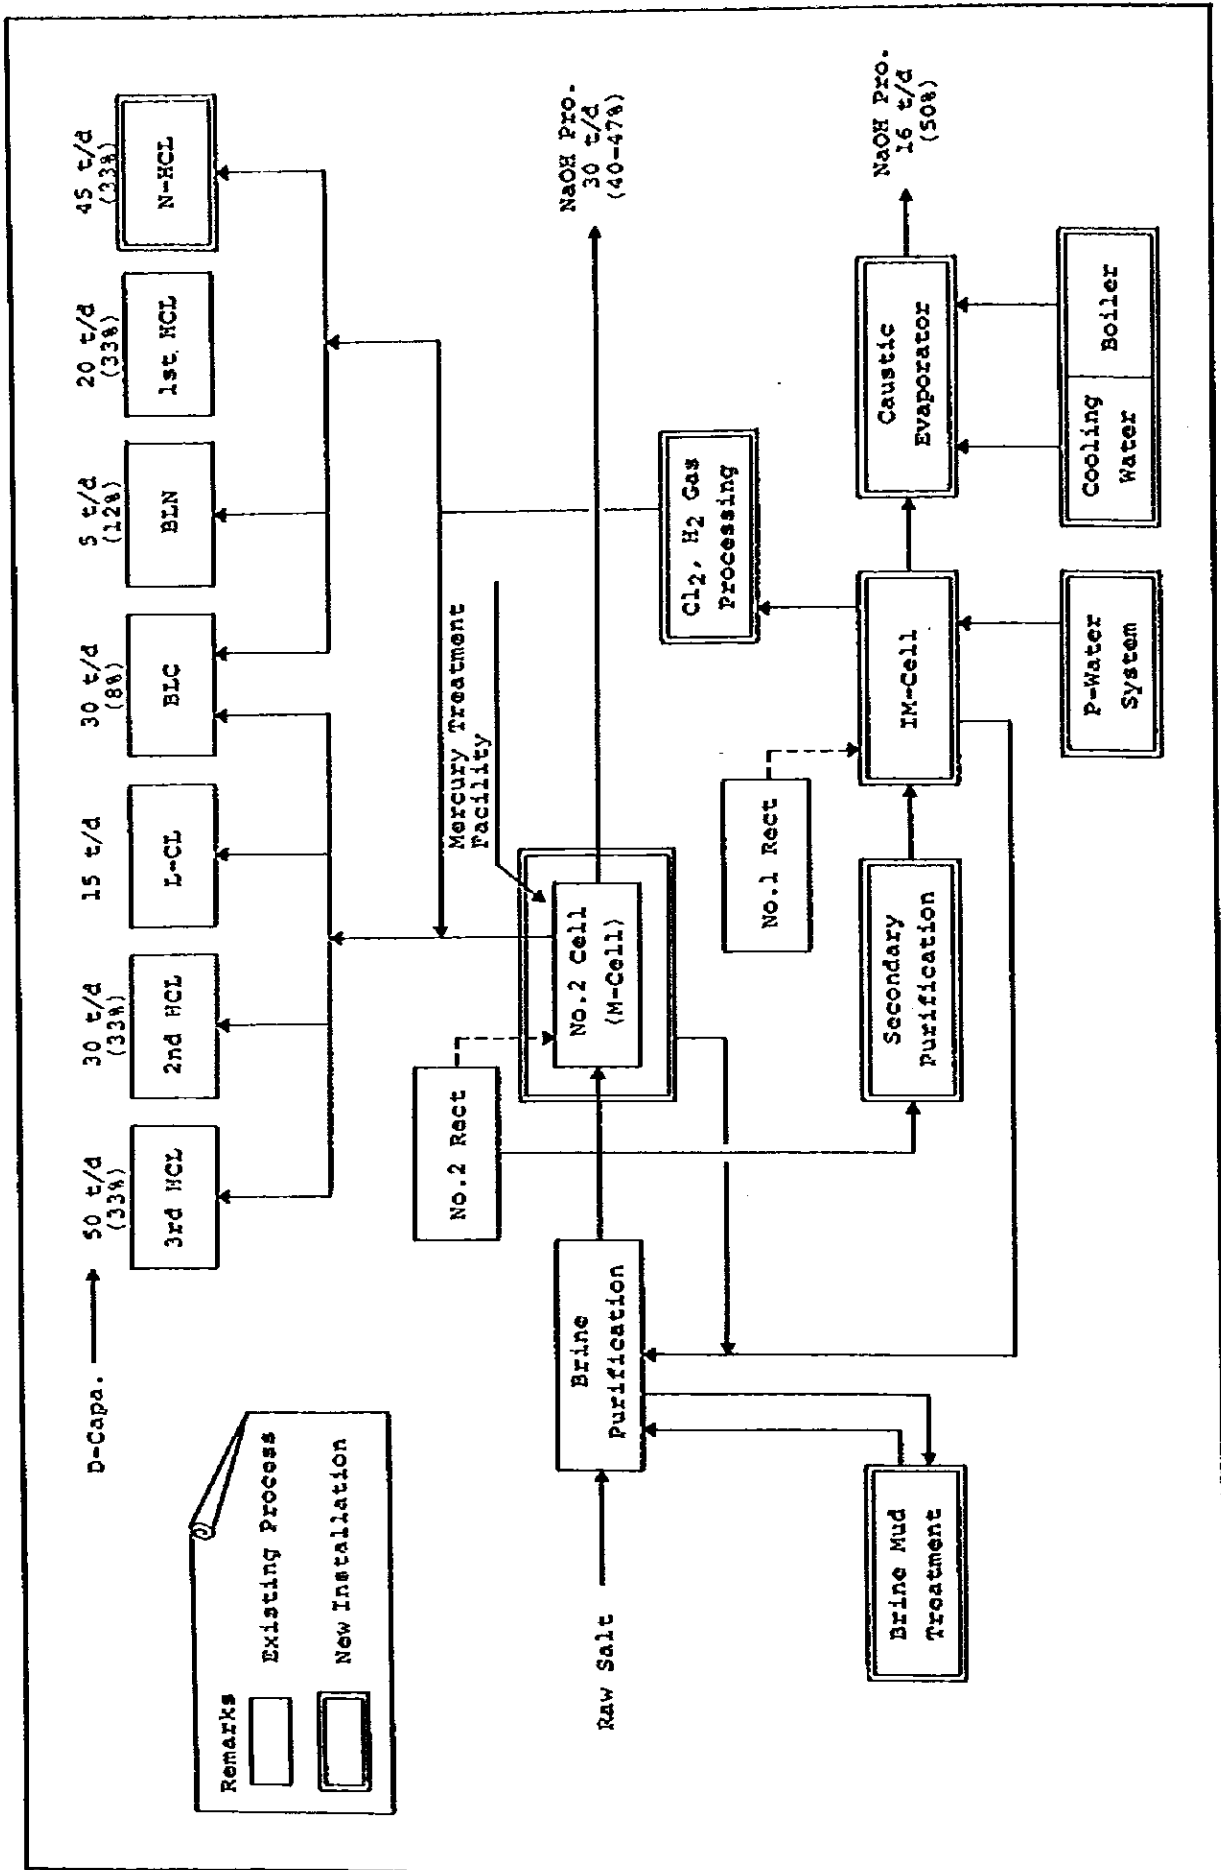 D-Capa.
50 t/d
(33%)
30 t/d
(33%)
15 t/d
30 t/d
(8%)
5 t/d
(12%)
20 t/d
(33%)
45 t/d
(33%)
3rd HCL
2nd HCL
L-CL
BLC
BLN
1st. HCL
N-HCL
Remarks
Existing Process
New Installation
No.2 Rect
Mercury Treatment
Facility
Raw Salt
Brine
Purification
No.2 Cell
(M-Cell)
NaOH Pro.
30 t/d
(40-47%)
Cl2, H2 Gas
Processing
No.1 Rect
Brine Mud
Treatment
Secondary
Purification
IM-Cell
Caustic
Evaporator
NaOH Pro.
16 t/d
(50%)
P-Water
System
Cooling
Water
Boiler